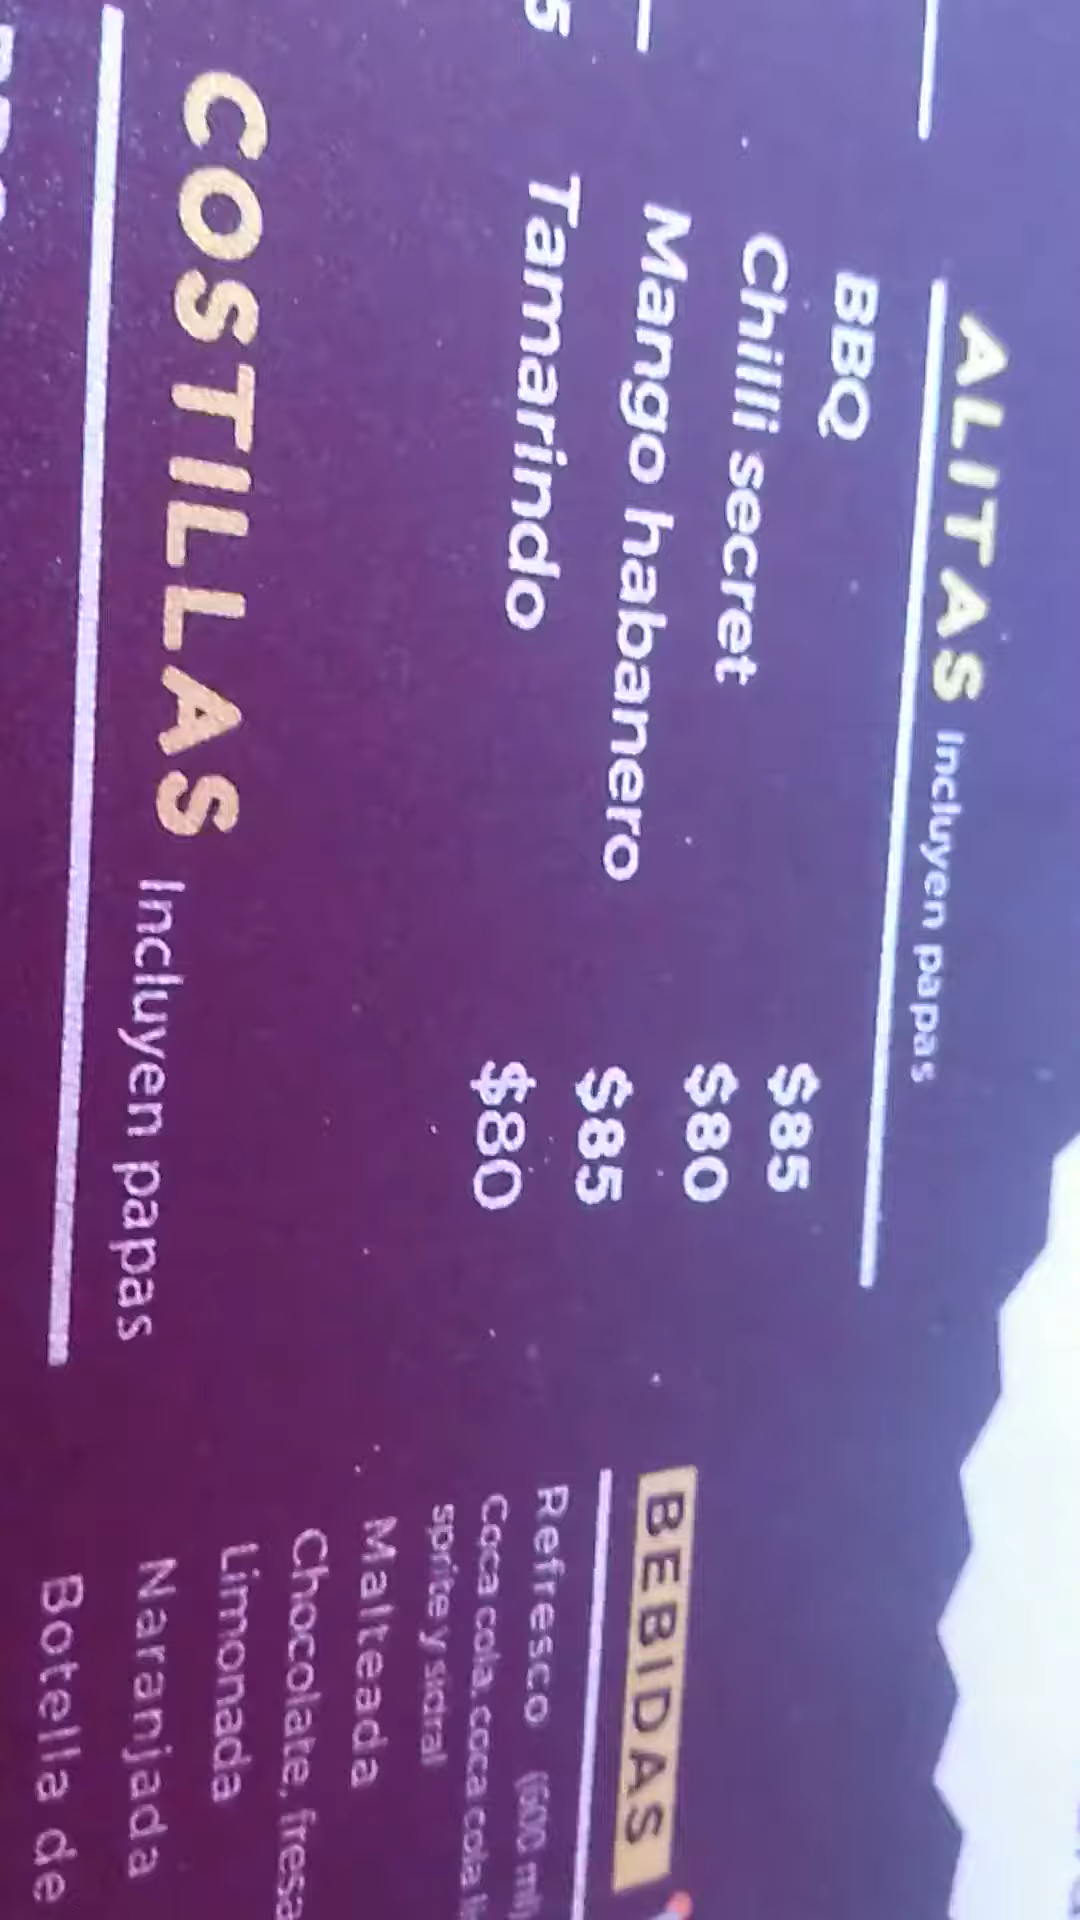 ALITAS Incluyen papas
BBQ $85
Chilli secret $80
Mango habanero $85
Tamarindo $80
COSTILLAS Incluyen papas
BEBIDAS
Refresco (600 ml)
Coca cola, coca cola
sprite y sidral
Malteada
Chocolate, fresa
Limonada
Naranjada
Botella de